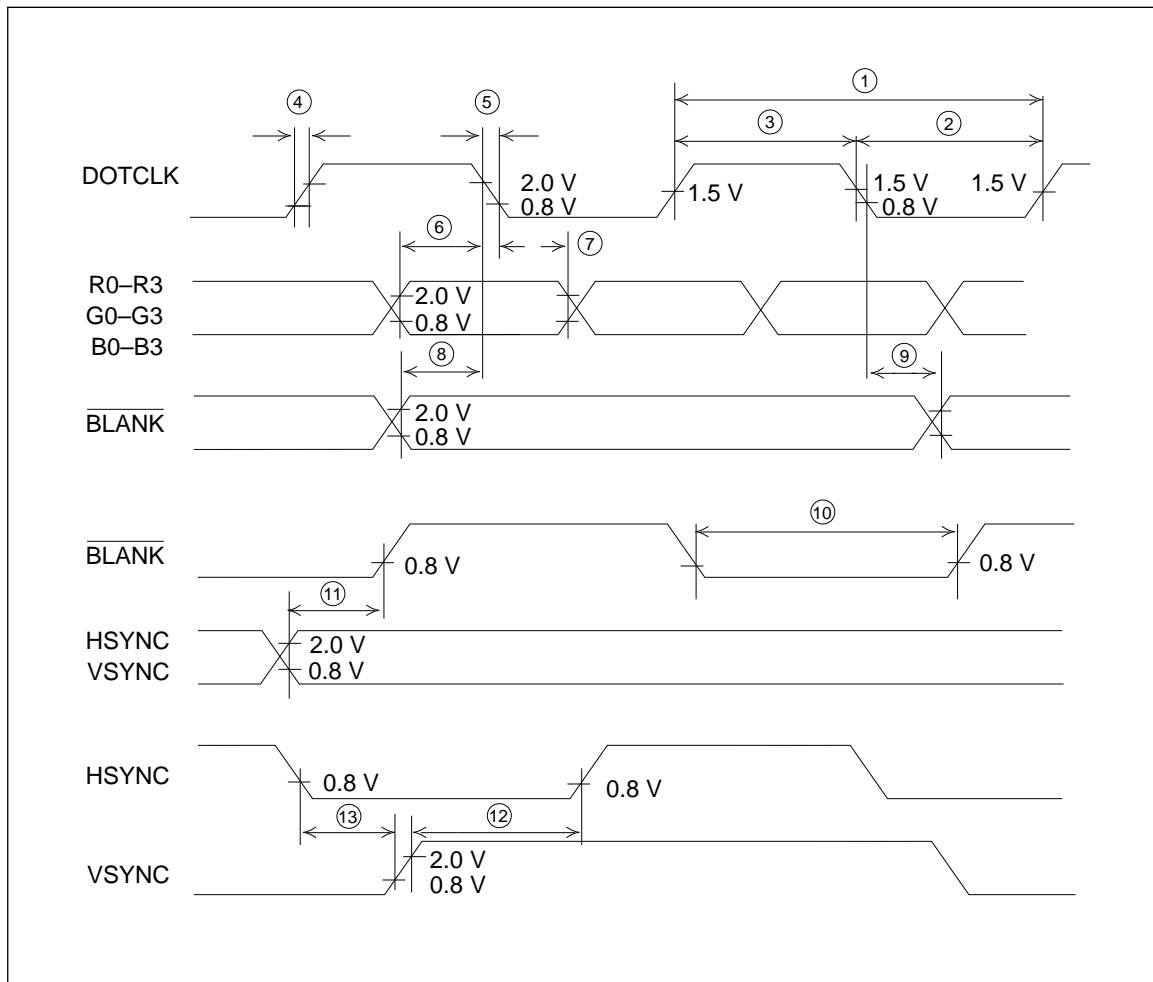 ①
④ ⑤ ③ ②
DOTCLK
2.0 V
0.8 V
1.5 V
1.5 V
0.8 V
1.5 V
⑥ ⑦
R0–R3
G0–G3
B0–B3
2.0 V
0.8 V
⑧ ⑨
BLANK
2.0 V
0.8 V
⑩
BLANK
0.8 V
0.8 V
⑪
HSYNC
VSYNC
2.0 V
0.8 V
HSYNC
0.8 V
0.8 V
⑬ ⑫
VSYNC
2.0 V
0.8 V